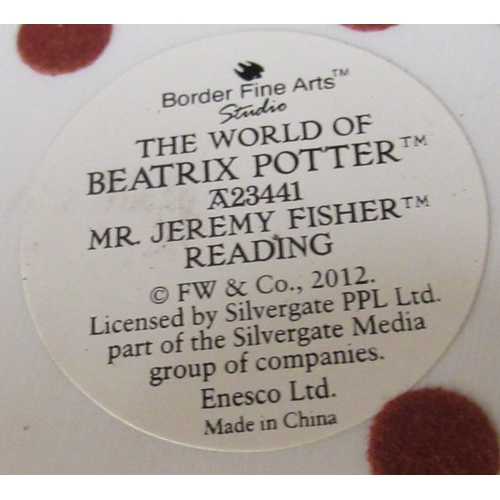 Border Fine Arts™
Studio
THE WORLD OF
BEATRIX POTTER™
A23441
MR. JEREMY FISHER™
READING
© FW & Co., 2012.
Licensed by Silvergate PPL Ltd.
part of the Silvergate Media
group of companies.
Enesco Ltd.
Made in China